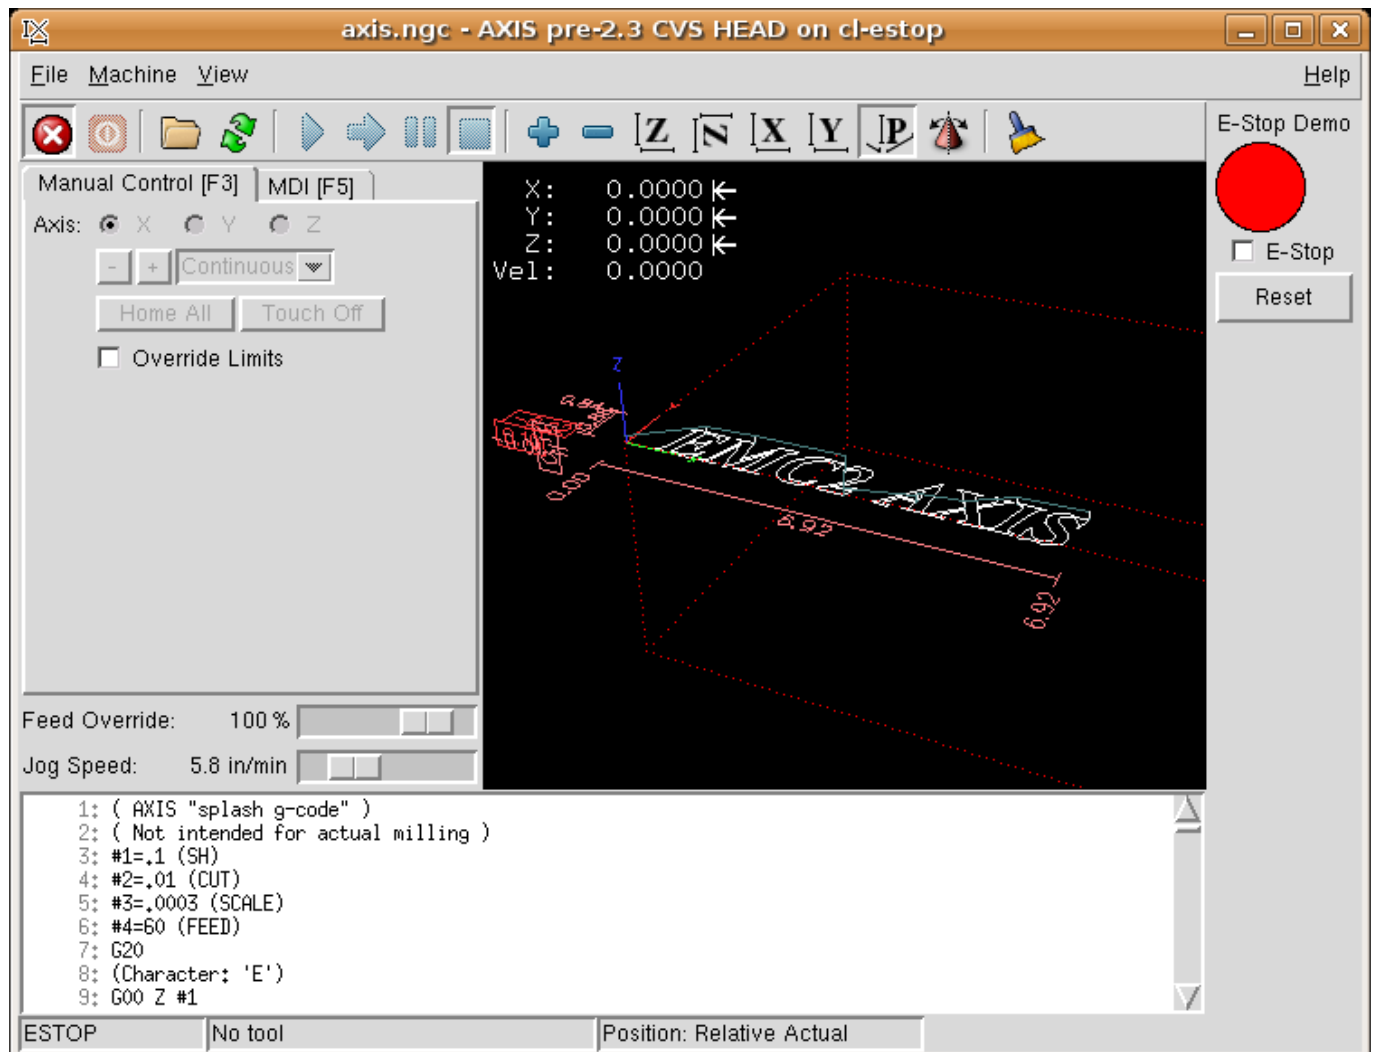 axis.ngc - AXIS pre-2.3 CVS HEAD on cl-estop
File Machine View Help
Z N X Y P
E-Stop Demo
E-Stop
Reset
Manual Control [F3] MDI [F5]
Axis: X Y Z
- + Continuous
Home All Touch Off
Override Limits
X: 0.0000
Y: 0.0000
Z: 0.0000
Vel: 0.0000
Z
0.00
6.92
6.92
EMC2 AXIS
Feed Override: 100 %
Jog Speed: 5.8 in/min
1: ( AXIS "splash g-code" )
2: ( Not intended for actual milling )
3: #1=.1 (SH)
4: #2=.01 (CUT)
5: #3=.0003 (SCALE)
6: #4=60 (FEED)
7: G20
8: (Character: 'E')
9: G00 Z #1
ESTOP No tool Position: Relative Actual